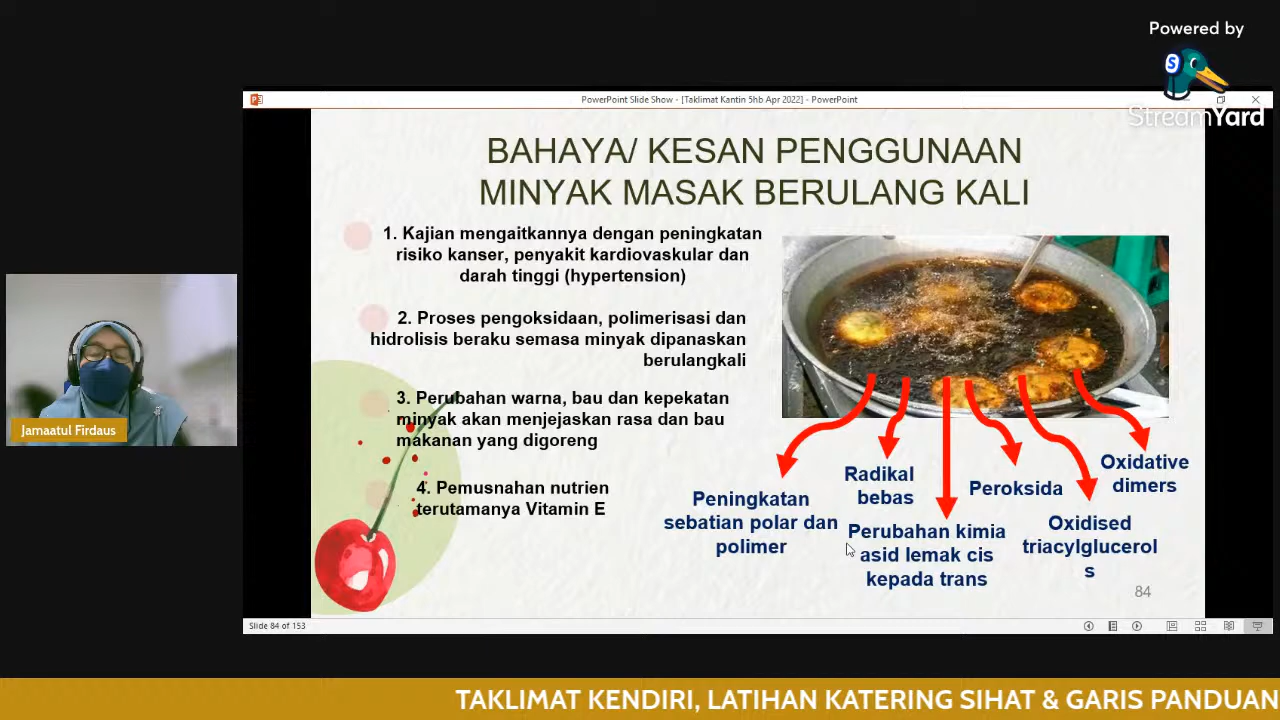 Powered by
S
StreamYard
PowerPoint Slide Show - [Taklimat Kantin 5hb Apr 2022] - PowerPoint
BAHAYA/ KESAN PENGGUNAAN
MINYAK MASAK BERULANG KALI
1. Kajian mengaitkannya dengan peningkatan
risiko kanser, penyakit kardiovaskular dan
darah tinggi (hypertension)
2. Proses pengoksidaan, polimerisasi dan
hidrolisis beraku semasa minyak dipanaskan
berulangkali
3. Perubahan warna, bau dan kepekatan
minyak akan menjejaskan rasa dan bau
makanan yang digoreng
4. Pemusnahan nutrien
terutamanya Vitamin E
Peningkatan
sebatian polar dan
polimer
Radikal
bebas
Perubahan kimia
asid lemak cis
kepada trans
Peroksida
Oxidised
triacylglucerol
s
Oxidative
dimers
84
Slide 84 of 153
Jamaatul Firdaus
TAKLIMAT KENDIRI, LATIHAN KATERING SIHAT & GARIS PANDUAN